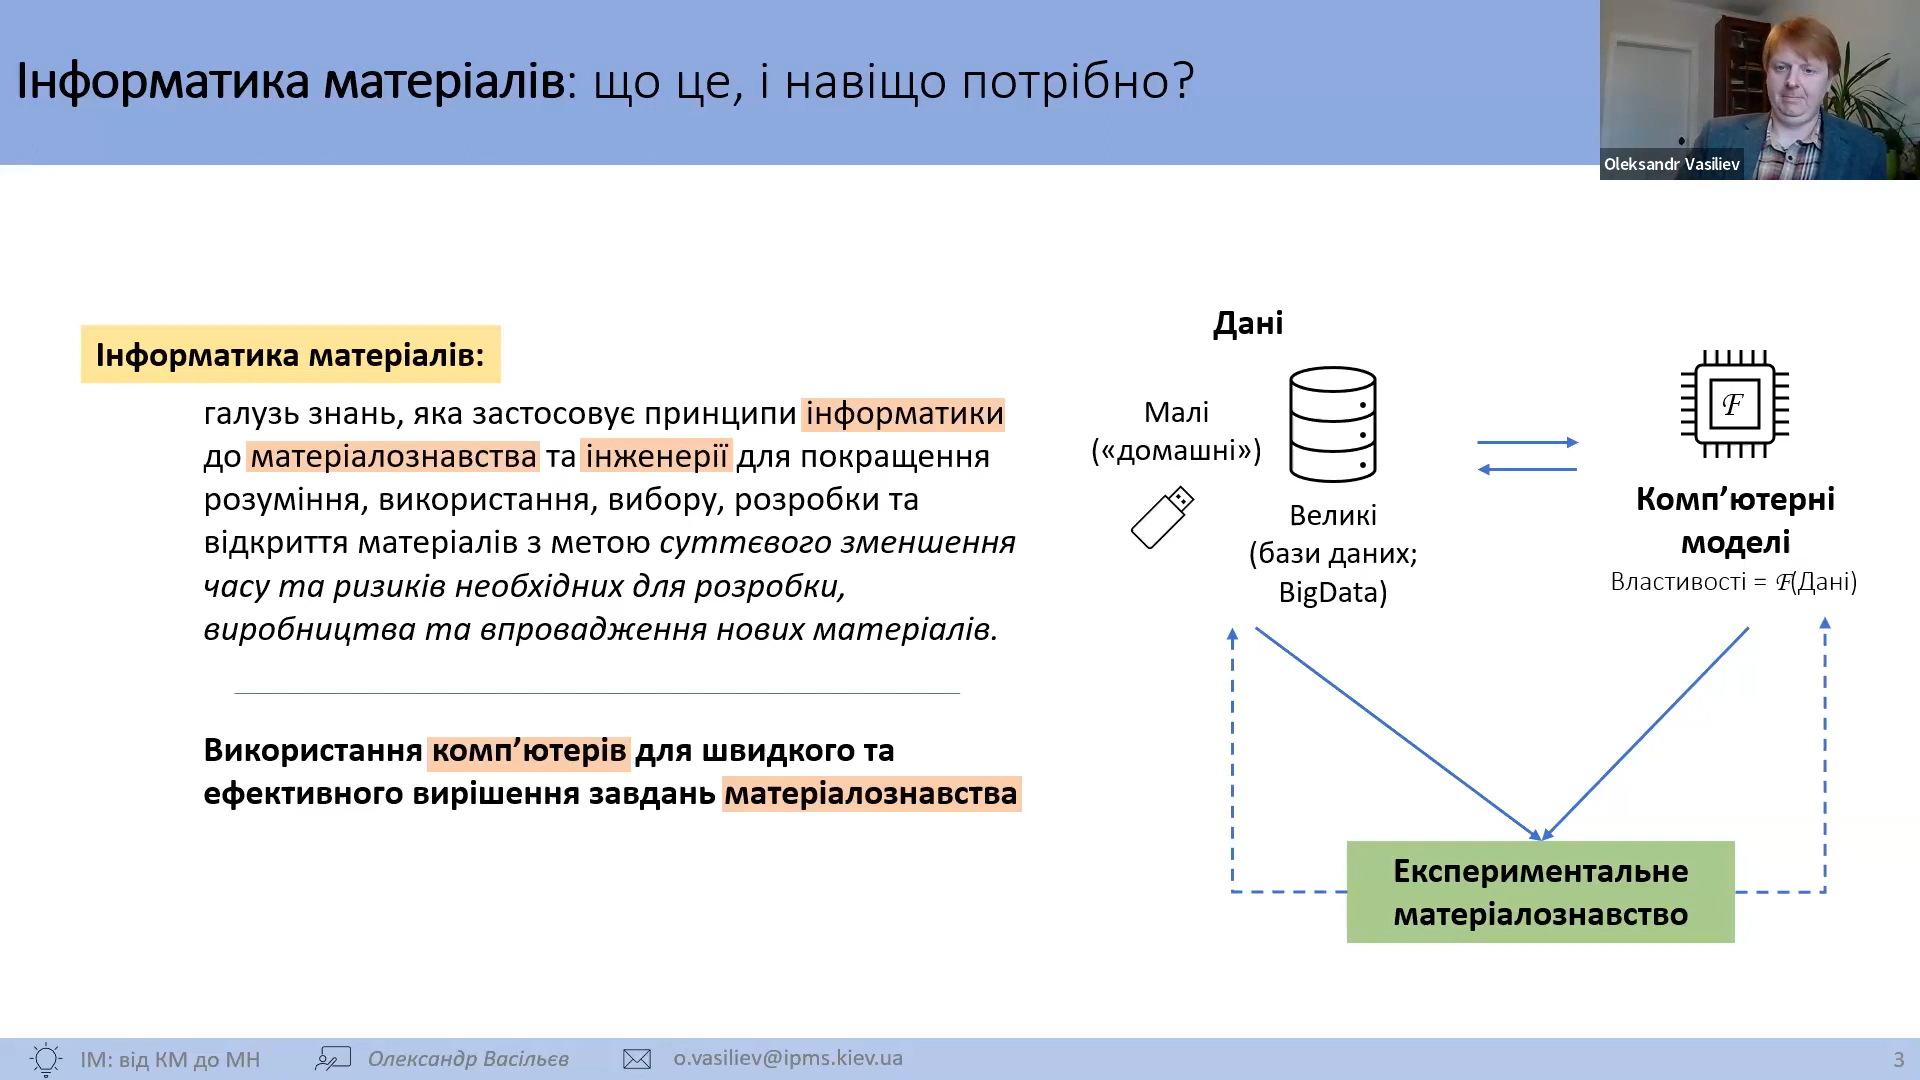 Інформатика матеріалів: що це, і навіщо потрібно?
Oleksandr Vasiliev
Інформатика матеріалів:
галузь знань, яка застосовує принципи інформатики
до матеріалознавства та інженерії для покращення
розуміння, використання, вибору, розробки та
відкриття матеріалів з метою суттєвого зменшення
часу та ризиків необхідних для розробки,
виробництва та впровадження нових матеріалів.
Використання комп’ютерів для швидкого та
ефективного вирішення завдань матеріалознавства
Дані
Малі
(«домашні»)
Великі
(бази даних;
BigData)
ℱ
Комп’ютерні
моделі
Властивості = ℱ(Дані)
Експериментальне
матеріалознавство
ІМ: від КМ до МН
Олександр Васільєв
o.vasiliev@ipms.kiev.ua
3